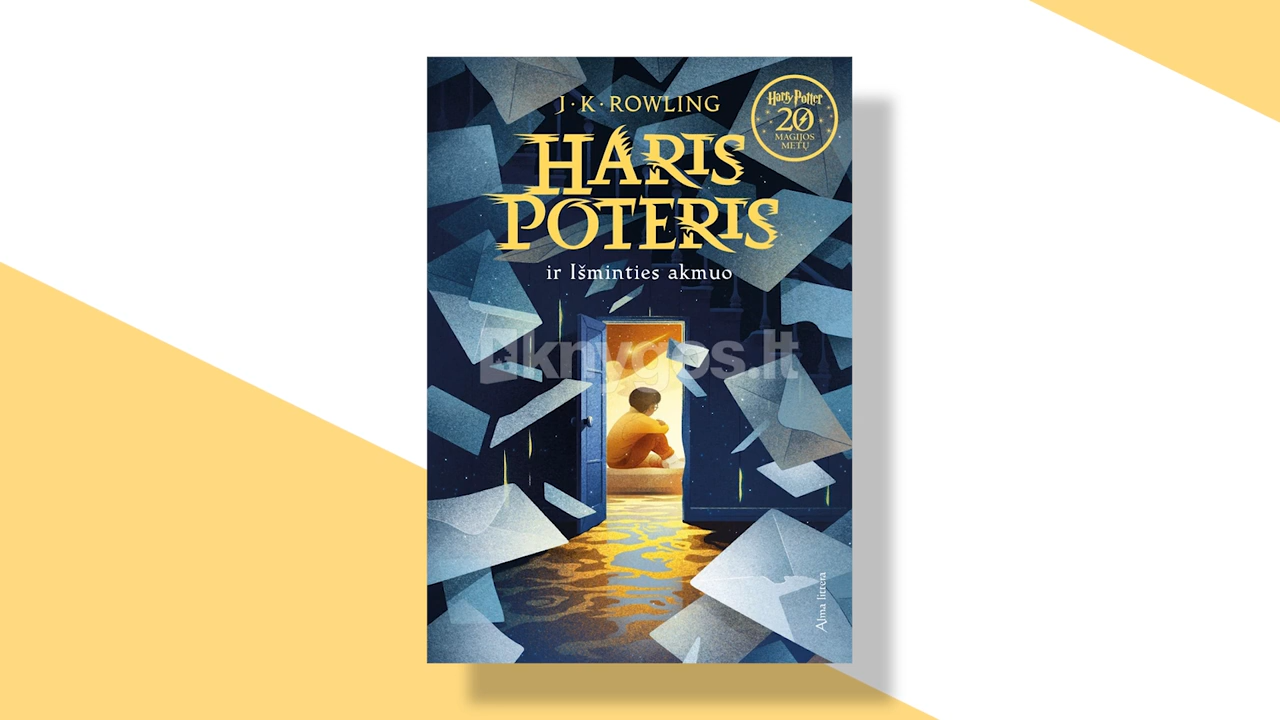 J·K·ROWLING
Harry Potter
20
MAGIJOS
METŲ
HARIS
POTERIS
ir Išminties akmuo
knygos.lt
Alma littera